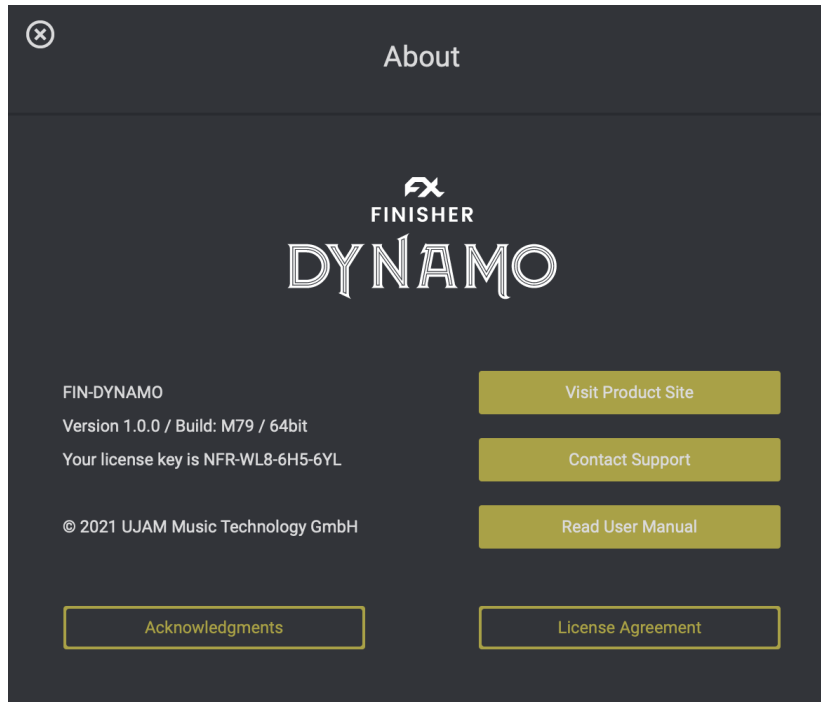 About
FX
FINISHER
DYNAMO
FIN-DYNAMO
Version 1.0.0 / Build: M79 / 64bit
Your license key is NFR-WL8-6H5-6YL
© 2021 UJAM Music Technology GmbH
Visit Product Site
Contact Support
Read User Manual
Acknowledgments
License Agreement